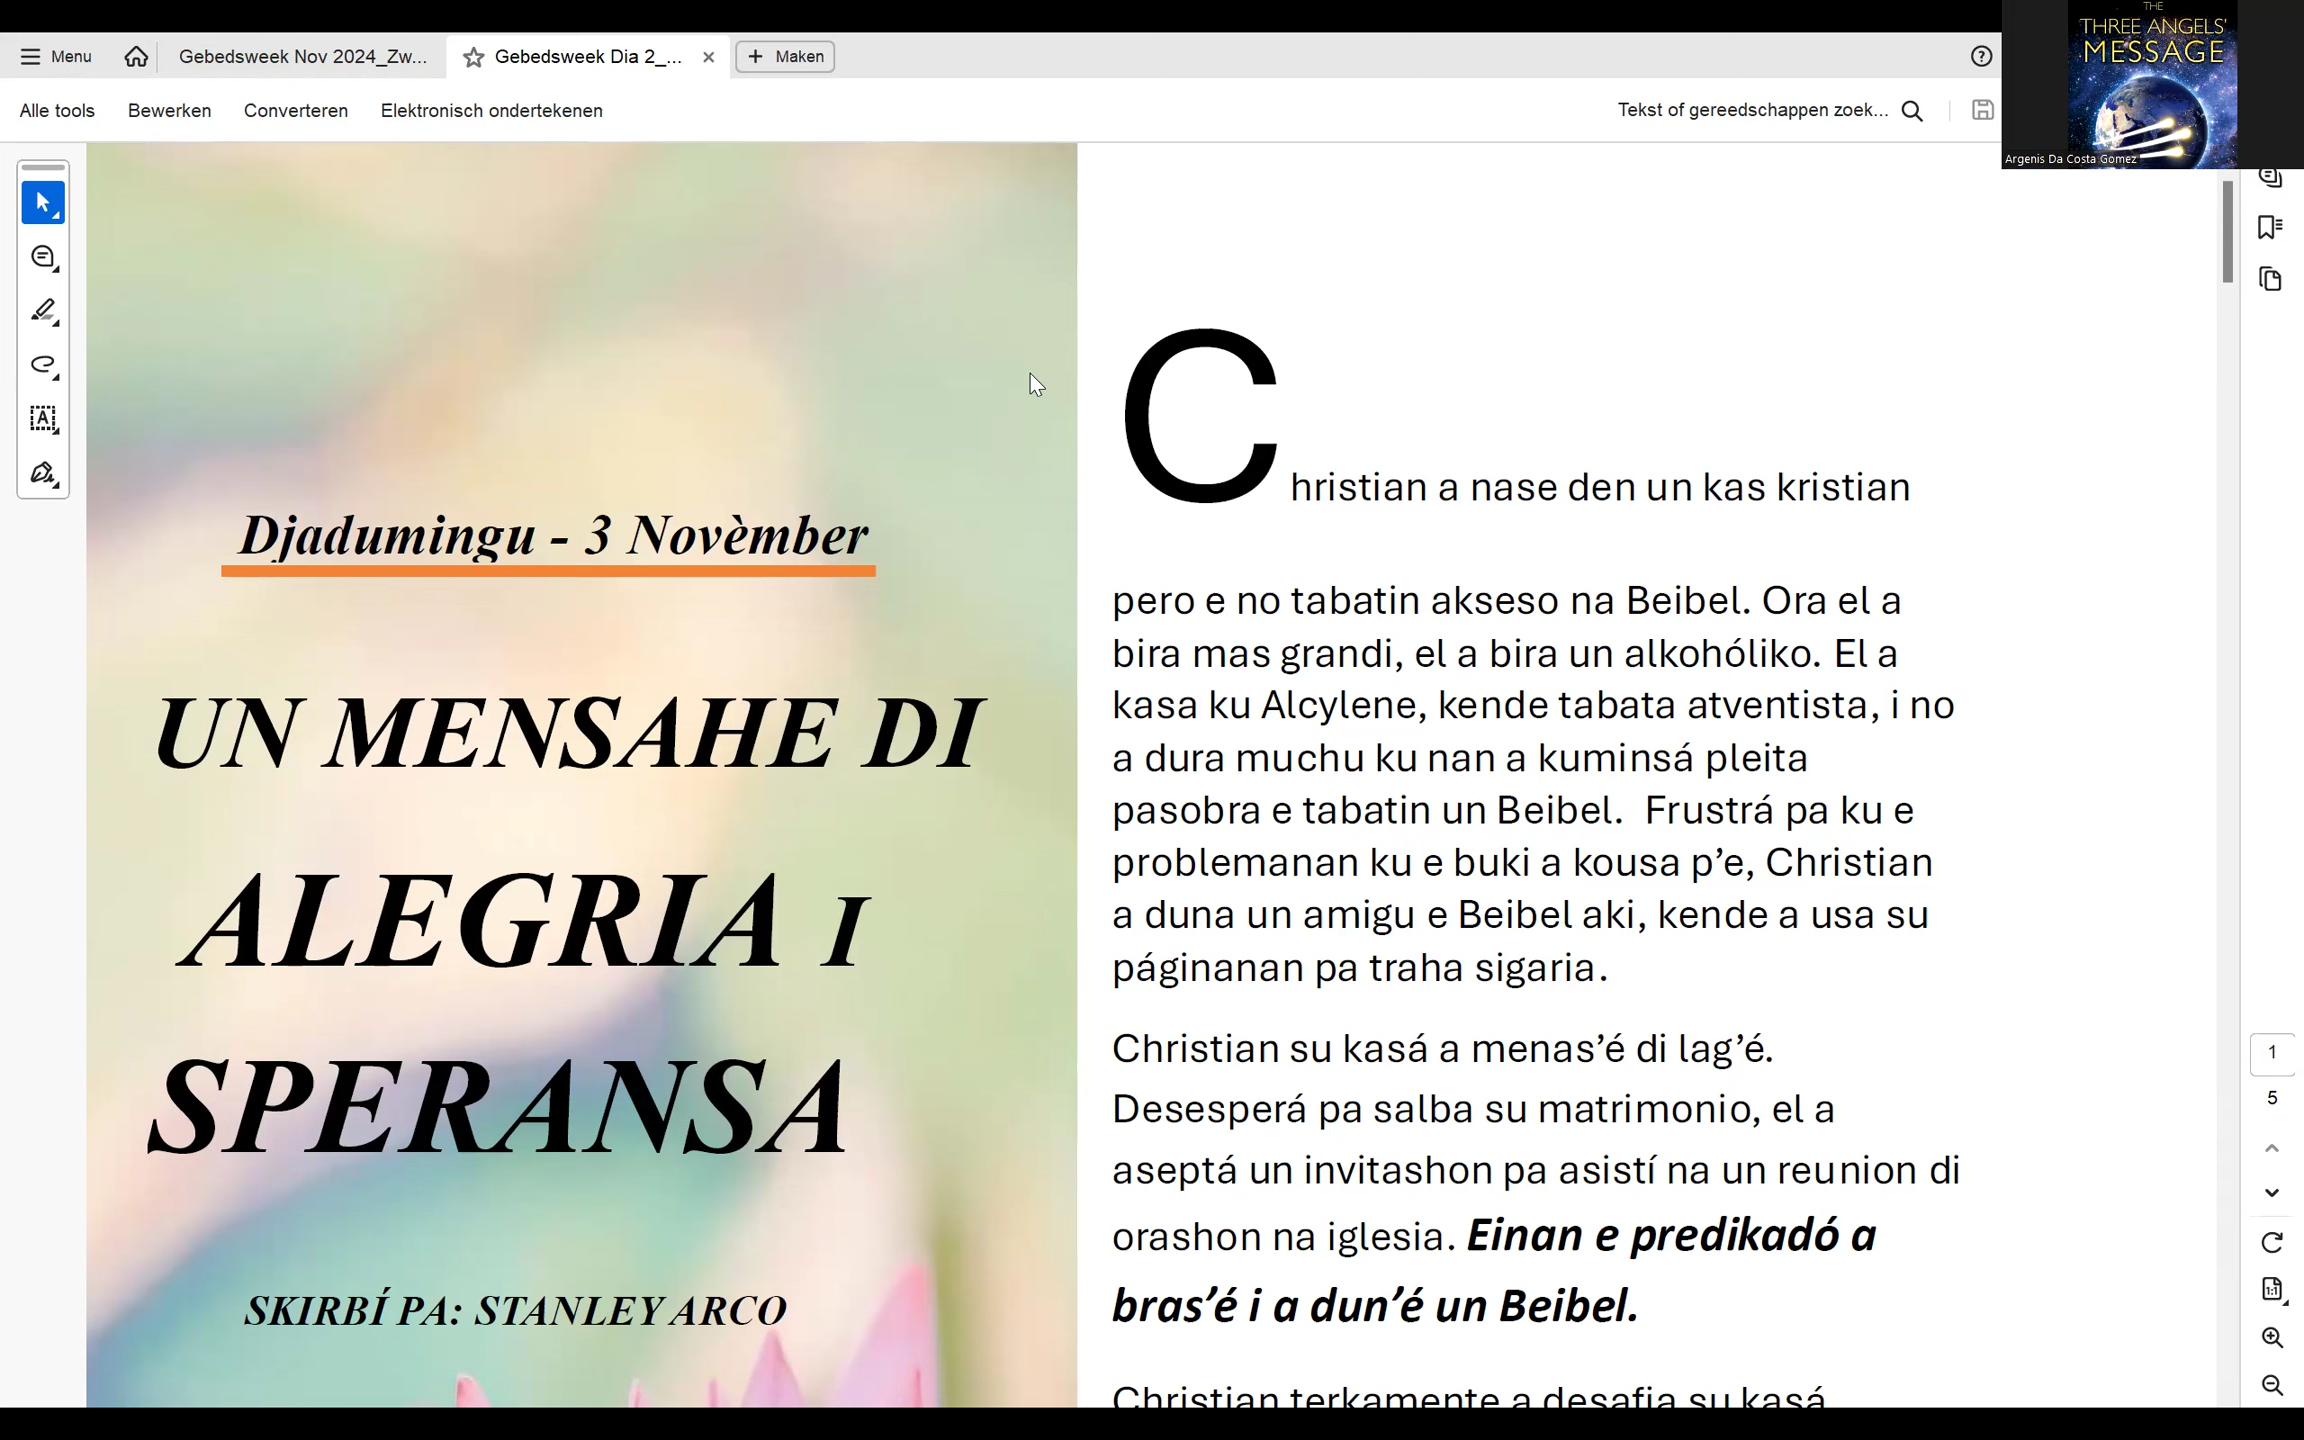 THE
THREE ANGELS'
MESSAGE
Argenis Da Costa Gomez
Menu
Gebedsweek Nov 2024_Zw...
Gebedsweek Dia 2_...
Maken
Alle tools
Bewerken
Converteren
Elektronisch ondertekenen
Tekst of gereedschappen zoek...
Djadumingu - 3 Novèmber
UN MENSAHE DI
ALEGRIA I
SPERANSA
SKIRBÍ PA: STANLEY ARCO
Christian a nase den un kas kristian
pero e no tabatin akseso na Beibel. Ora el a
bira mas grandi, el a bira un alkohóliko. El a
kasa ku Alcylene, kende tabata atventista, i no
a dura muchu ku nan a kuminsá pleita
pasobra e tabatin un Beibel. Frustrá pa ku e
problemanan ku e buki a kousa p’e, Christian
a duna un amigu e Beibel aki, kende a usa su
páginanan pa traha sigaria.
Christian su kasá a menas’é di lag’é.
Desesperá pa salba su matrimonio, el a
aseptá un invitashon pa asistí na un reunion di
orashon na iglesia. Einan e predikadó a
bras’é i a dun’é un Beibel.
Christian terkamente a desafia su kasá
1
5